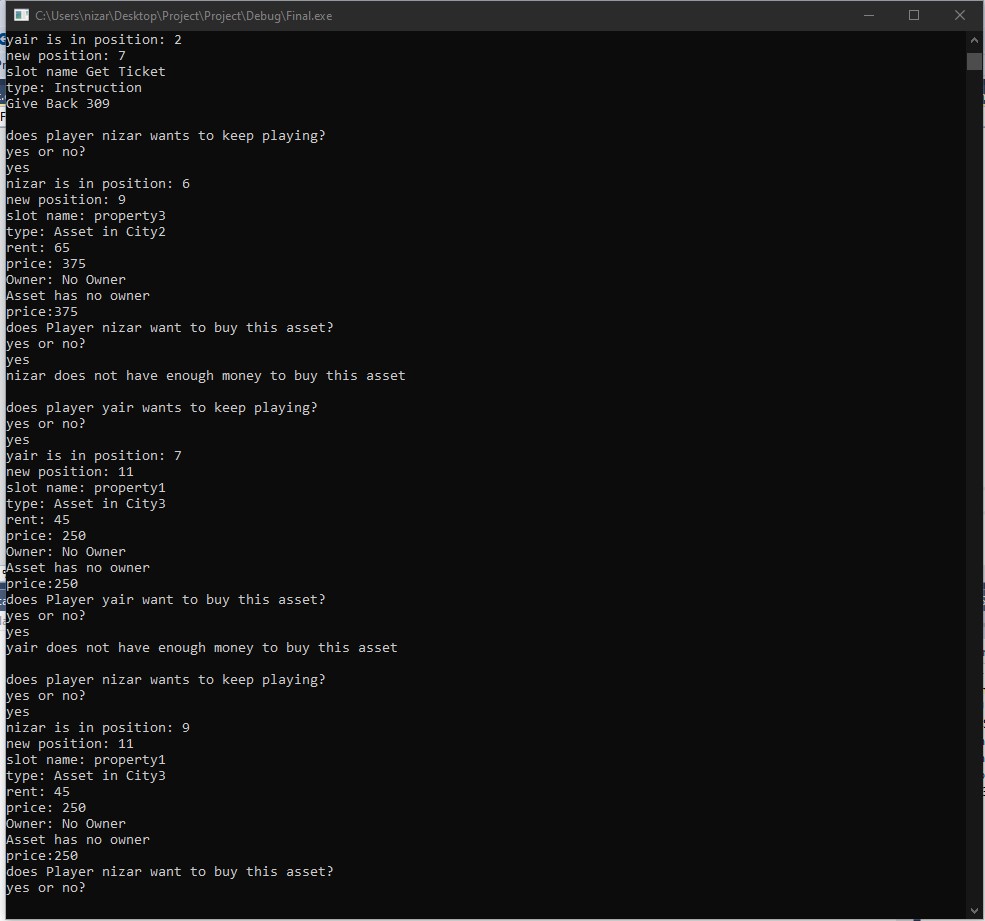 C:\Users\nizar\Desktop\Project\Project\Debug\Final.exe
yair is in position: 2
new position: 7
slot name Get Ticket
type: Instruction
Give Back 309
does player nizar wants to keep playing?
yes or no?
yes
nizar is in position: 6
new position: 9
slot name: property3
type: Asset in City2
rent: 65
price: 375
Owner: No Owner
Asset has no owner
price:375
does Player nizar want to buy this asset?
yes or no?
yes
nizar does not have enough money to buy this asset
does player yair wants to keep playing?
yes or no?
yes
yair is in position: 7
new position: 11
slot name: property1
type: Asset in City3
rent: 45
price: 250
Owner: No Owner
Asset has no owner
price:250
does Player yair want to buy this asset?
yes or no?
yes
yair does not have enough money to buy this asset
does player nizar wants to keep playing?
yes or no?
yes
nizar is in position: 9
new position: 11
slot name: property1
type: Asset in City3
rent: 45
price: 250
Owner: No Owner
Asset has no owner
price:250
does Player nizar want to buy this asset?
yes or no?